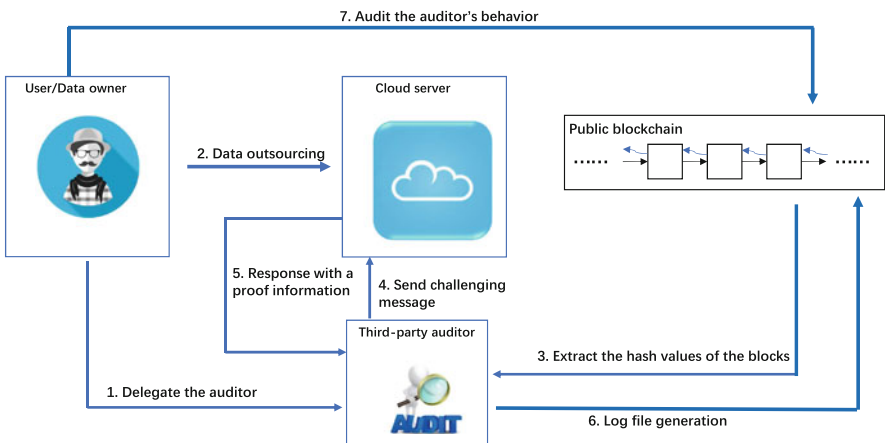 7. Audit the auditor's behavior
User/Data owner
Cloud server
Public blockchain
......
......
2. Data outsourcing
5. Response with a
proof information
4. Send challenging
message
Third-party auditor
3. Extract the hash values of the blocks
1. Delegate the auditor
AUDIT
6. Log file generation